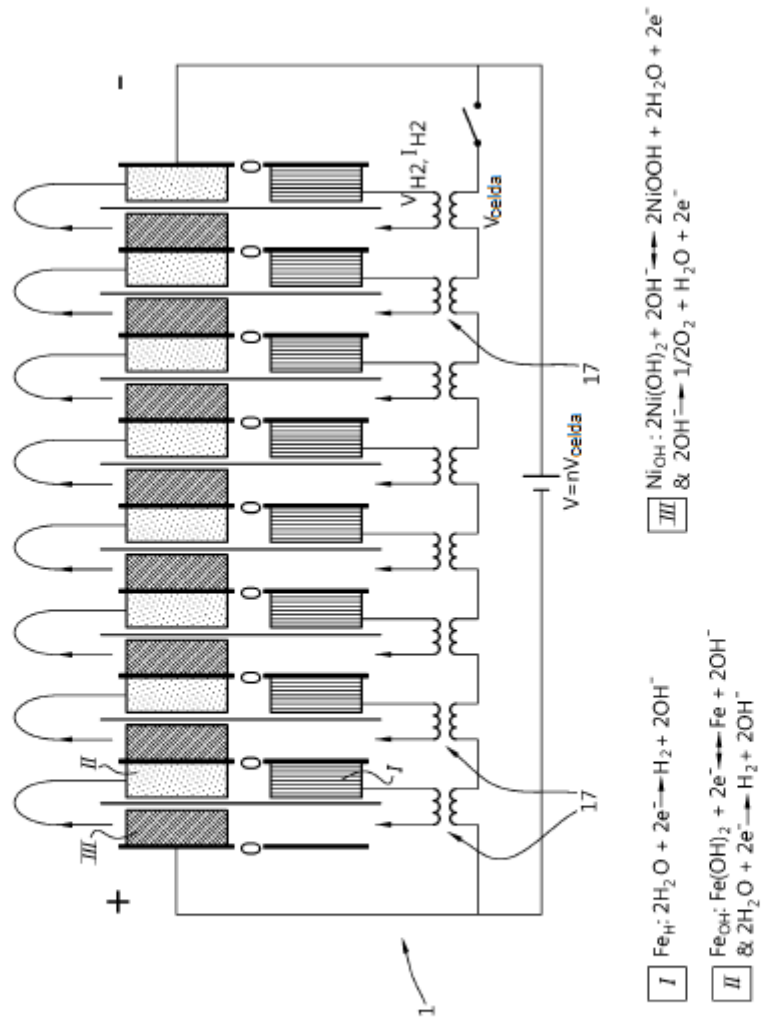 +
-
III
II
I
V_H2, I_H2
V_celda
17
17
V=nV_celda
1
I Fe_H: 2H₂O + 2e⁻→H₂ + 2OH⁻
II Fe_OH: Fe(OH)₂ + 2e⁻↔Fe + 2OH⁻
& 2H₂O + 2e⁻→H₂ + 2OH⁻
III Ni_OH: 2Ni(OH)₂ + 2OH⁻↔2NiOOH + 2H₂O + 2e⁻
& 2OH⁻→1/2O₂ + H₂O + 2e⁻